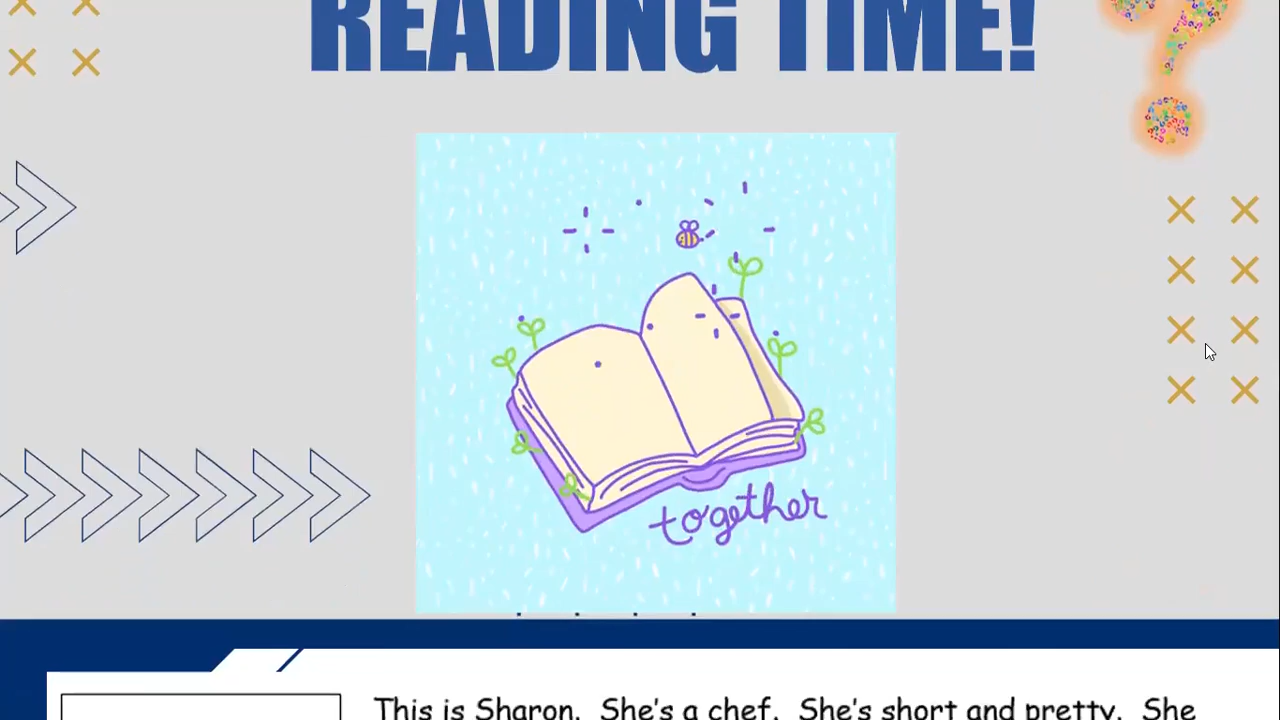 READING TIME!
together
This is Sharon. She's a chef. She's short and pretty. She